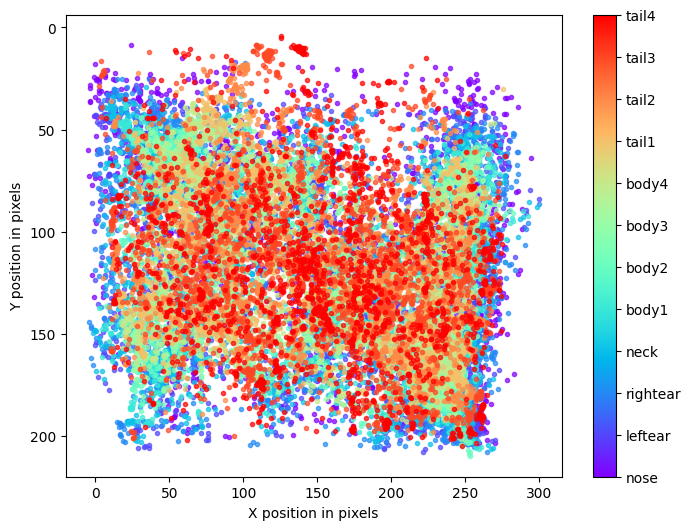 0
50
100
150
200
Y position in pixels
0
50
100
150
200
250
300
X position in pixels
tail4
tail3
tail2
tail1
body4
body3
body2
body1
neck
rightear
leftear
nose